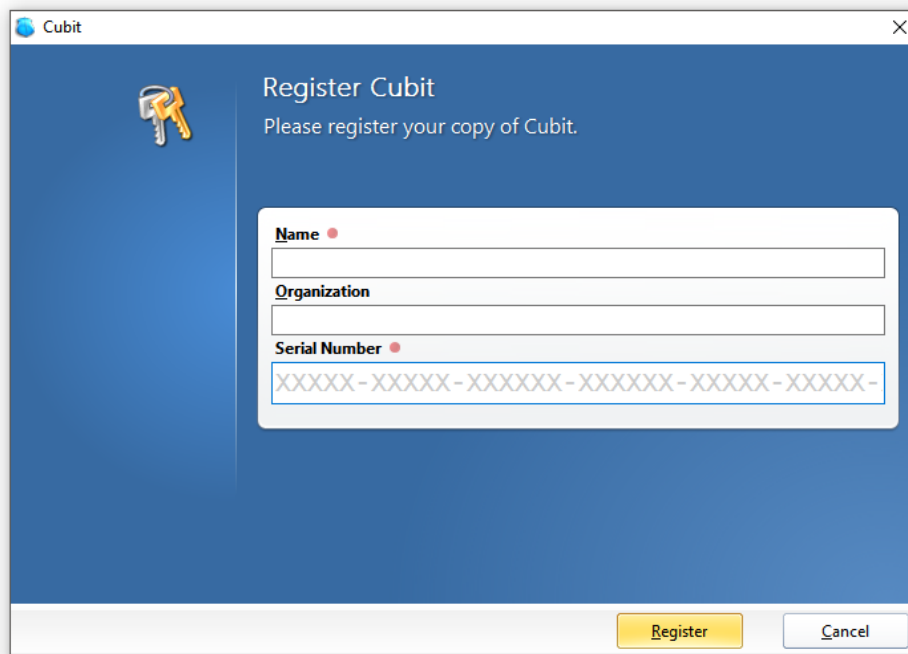 Cubit
Register Cubit
Please register your copy of Cubit.
Name
Organization
Serial Number
XXXXX-XXXXX-XXXXXX-XXXXXX-XXXXX-XXXXX-
Register
Cancel